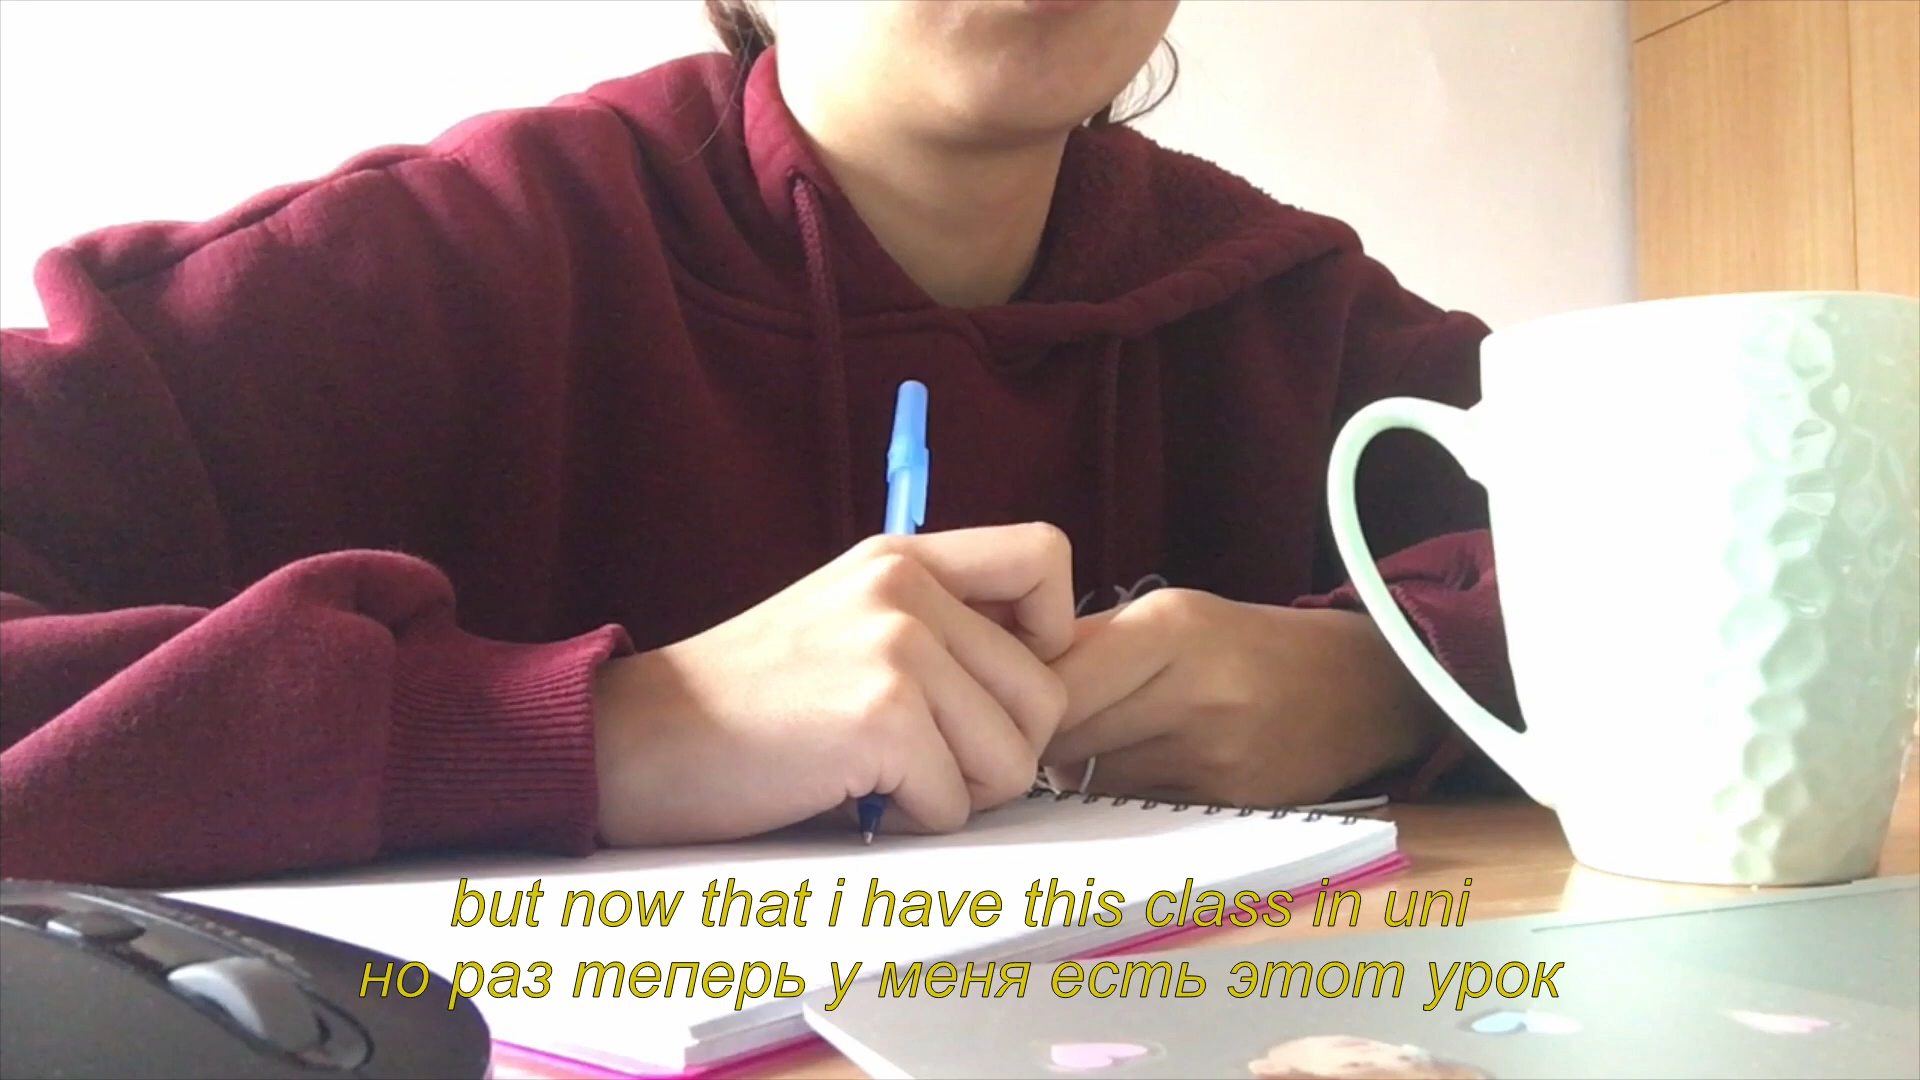 but now that i have this class in uni
но раз теперь у меня есть этот урок